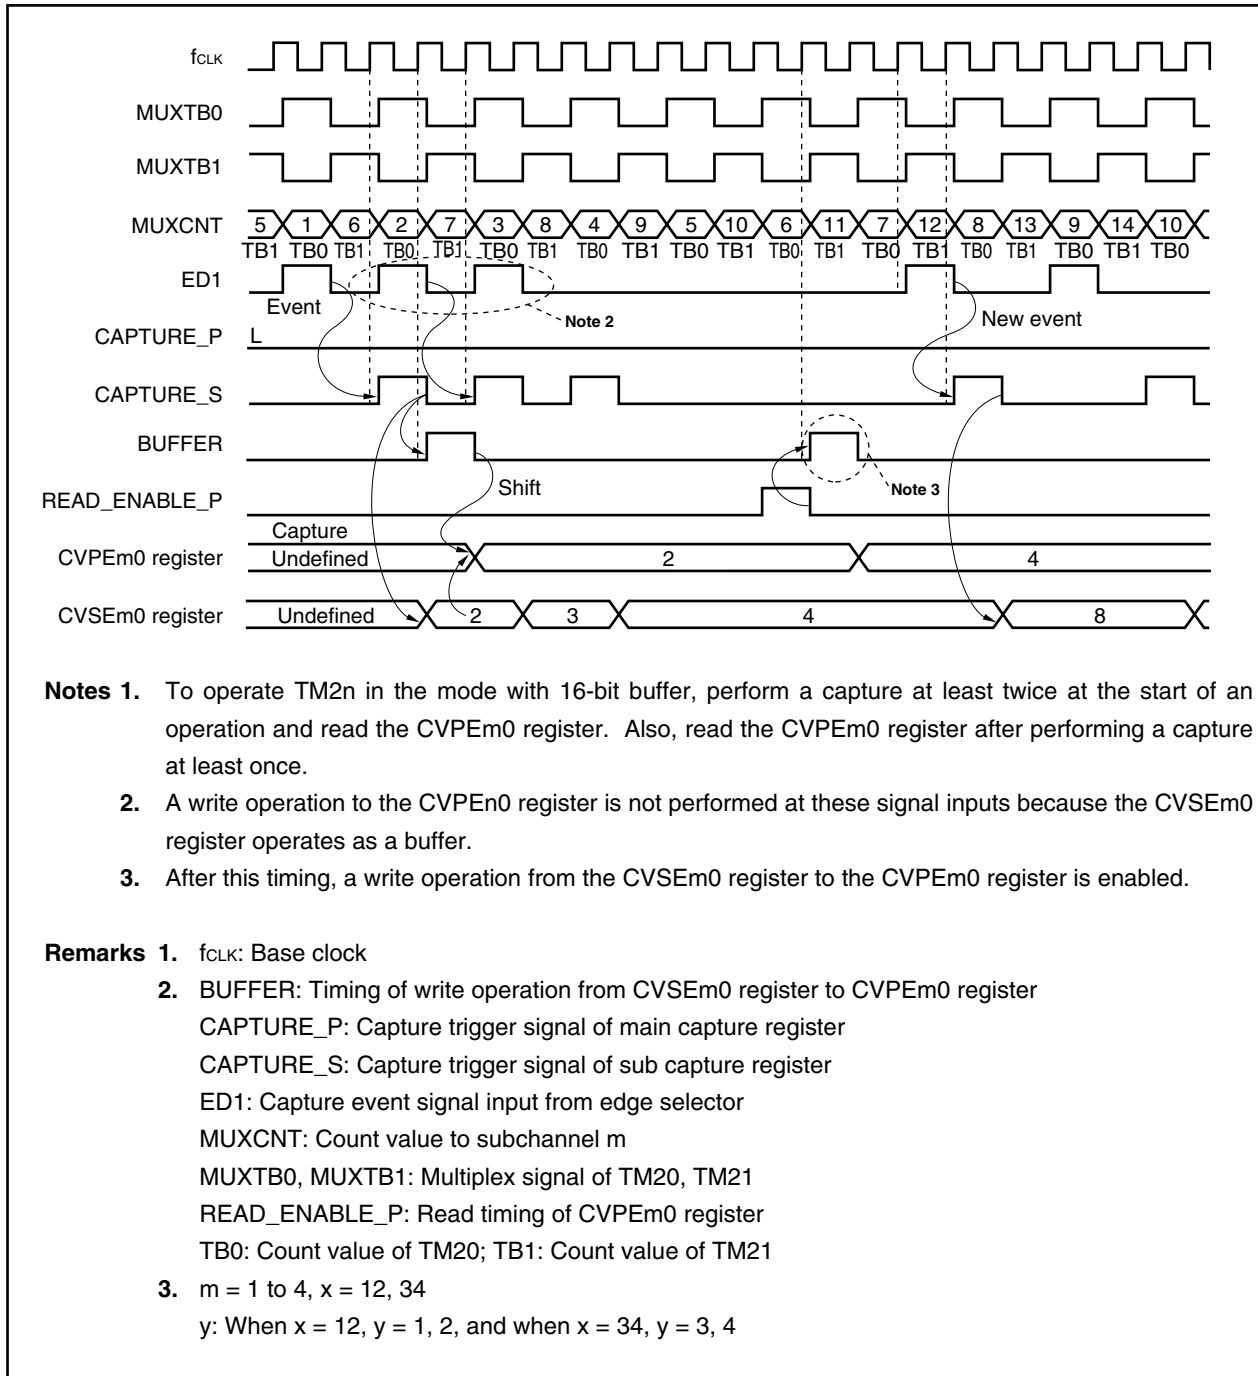 fCLK
MUXTB0
MUXTB1
MUXCNT 5 1 6 2 7 3 8 4 9 5 10 6 11 7 12 8 13 9 14 10
TB1 TB0 TB1 TB0 TB1 TB0 TB1 TB0 TB1 TB0 TB1 TB0 TB1 TB0 TB1 TB0 TB1 TB0 TB1 TB0
ED1
Event
Note 2
New event
CAPTURE_P L
CAPTURE_S
BUFFER
Shift
Note 3
READ_ENABLE_P
Capture
CVPEm0 register Undefined 2 4
CVSEm0 register Undefined 2 3 4 8
Notes 1. To operate TM2n in the mode with 16-bit buffer, perform a capture at least twice at the start of an
operation and read the CVPEm0 register. Also, read the CVPEm0 register after performing a capture
at least once.
2. A write operation to the CVPEn0 register is not performed at these signal inputs because the CVSEm0
register operates as a buffer.
3. After this timing, a write operation from the CVSEm0 register to the CVPEm0 register is enabled.
Remarks 1. fCLK: Base clock
2. BUFFER: Timing of write operation from CVSEm0 register to CVPEm0 register
CAPTURE_P: Capture trigger signal of main capture register
CAPTURE_S: Capture trigger signal of sub capture register
ED1: Capture event signal input from edge selector
MUXCNT: Count value to subchannel m
MUXTB0, MUXTB1: Multiplex signal of TM20, TM21
READ_ENABLE_P: Read timing of CVPEm0 register
TB0: Count value of TM20; TB1: Count value of TM21
3. m = 1 to 4, x = 12, 34
y: When x = 12, y = 1, 2, and when x = 34, y = 3, 4